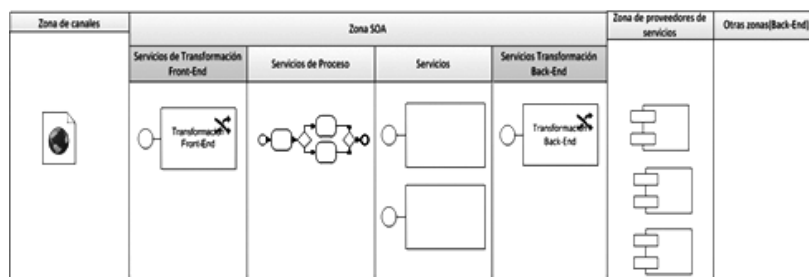 Zona de canales
Zona SOA
Zona de proveedores de
servicios
Otras zonas(Back-End)
Servicios de Transformación
Front-End
Servicios de Proceso
Servicios
Servicios Transformación
Back-End
Transformación
Front-End
Transformación
Back-End